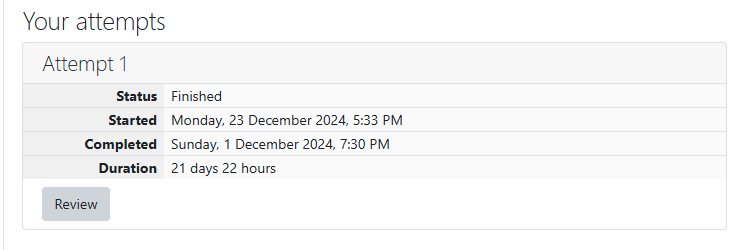 Your attempts
Attempt 1
Status Finished
Started Monday, 23 December 2024, 5:33 PM
Completed Sunday, 1 December 2024, 7:30 PM
Duration 21 days 22 hours
Review